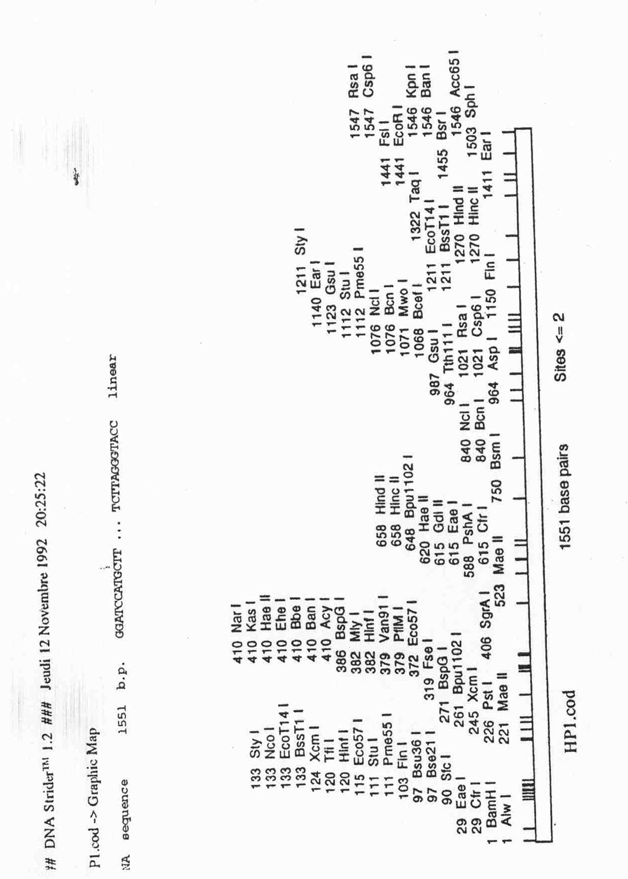 # DNA Strider™ 1.2 ### Jeudi 12 Novembre 1992 20:25:22
P1.cod -> Graphic Map
NA sequence 1551 b.p. GGATCCATGCTT ... TCTTAGGGTACC linear
133 Sty I
133 Nco I
133 EcoT14 I
133 BssT1 I
124 Xcm I
120 Tfi I
120 Hinf I
115 Eco57 I
111 Stu I
111 Pme55 I
103 Fin I
97 Bsu36 I
97 Bse21 I
90 Sfc I
29 Eae I
29 Cfr I
1 BamH I
1 Alw I
410 Nar I
410 Kas I
410 Hae II
410 Ehe I
410 Bbe I
410 Ban I
410 Acy I
386 BspG I
382 Mly I
382 Hinf I
379 Van91 I
379 PflM I
372 Eco57 I
319 Fse I
271 BspG I
261 Bpu1102 I
245 Xcm I
226 Pst I
221 Mae II
406 SgrA I
523 Mae II
658 Hind II
658 Hinc II
648 Bpu1102 I
620 Hae II
615 Gdi II
615 Eae I
588 PshA I
615 Cfr I
750 Bsm I
1211 Sty I
1140 Ear I
1123 Gsu I
1112 Stu I
1112 Pme55 I
1076 Nci I
1076 Bcn I
1071 Mwo I
1068 Bcef I
987 Gsu I
964 Tth111 I
840 Nci I
840 Bcn I
964 Asp I
1021 Rsa I
1021 Csp6 I
1150 Fin I
1547 Rsa I
1547 Csp6 I
1441 Fsi I
1441 EcoR I
1322 Taq I
1211 EcoT14 I
1211 BssT1 I
1270 Hind II
1270 Hinc II
1411 Ear I
1546 Kpn I
1546 Ban I
1455 Bsr I
1546 Acc65 I
1503 Sph I
HP1.cod
1551 base pairs Sites <= 2